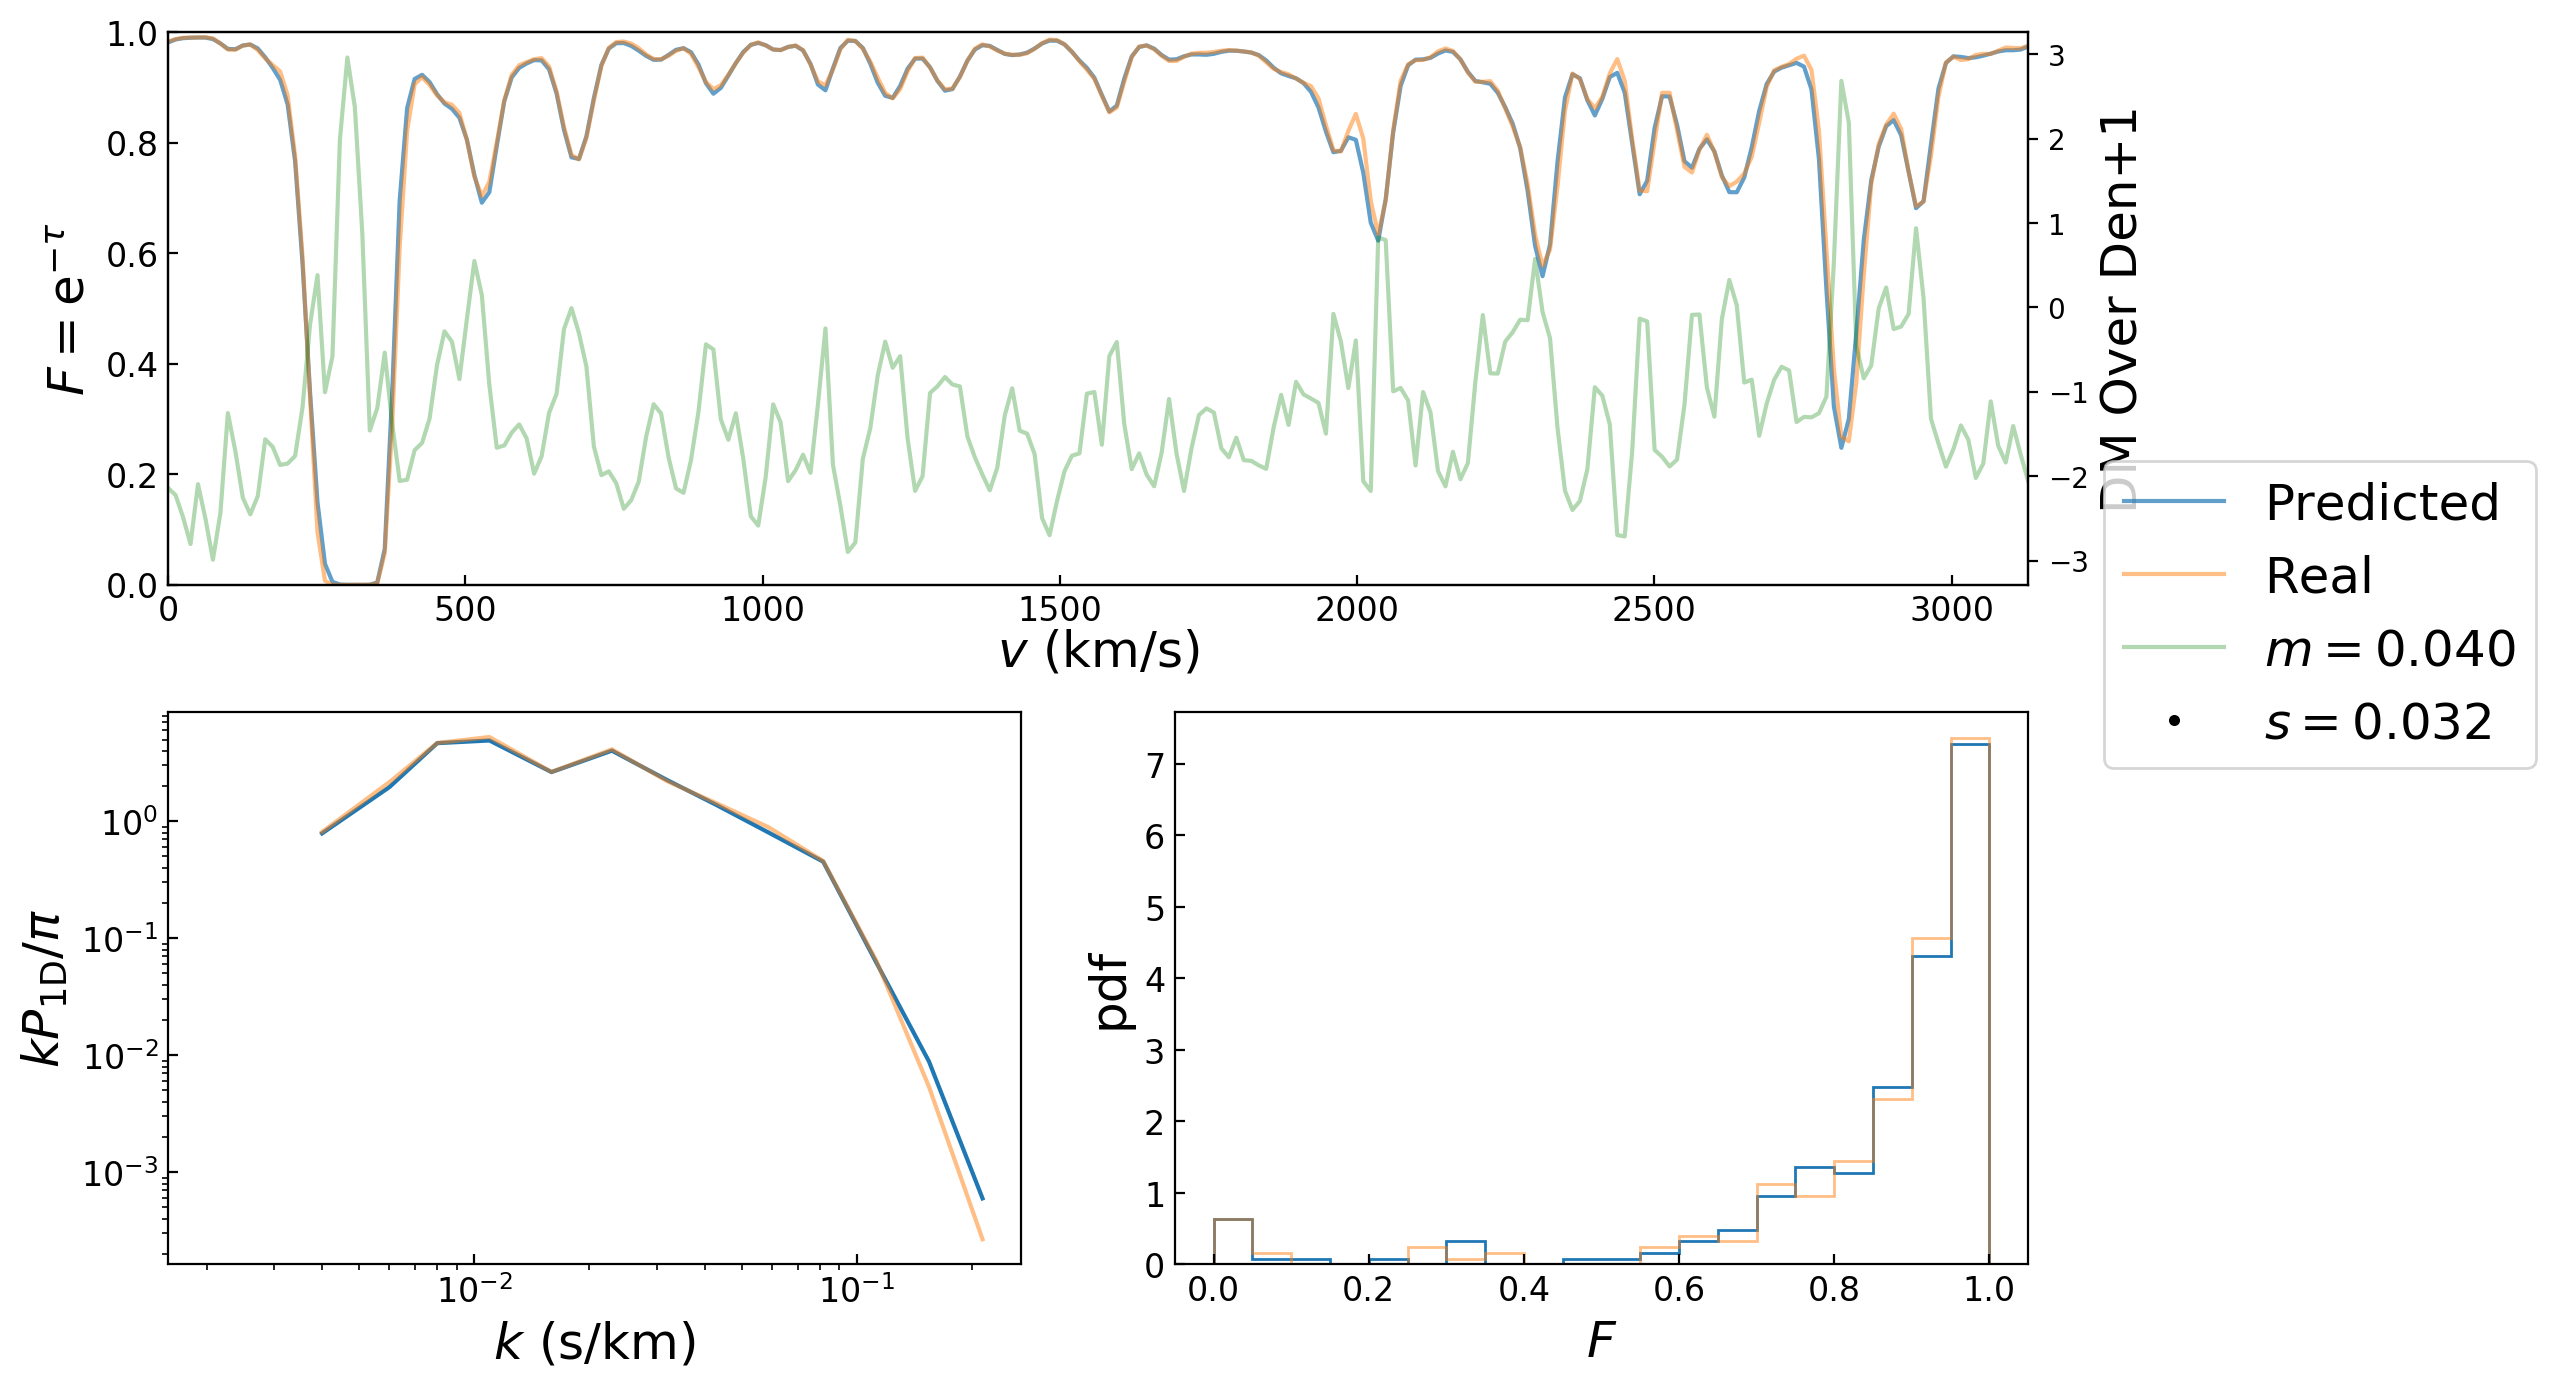 1.0
0.8
0.6
0.4
0.2
0.0
F = e^{−τ}
3
2
1
0
−1
−2
−3
DM Over Den+1
0 500 1000 1500 2000 2500 3000
v (km/s)
Predicted
Real
m = 0.040
s = 0.032
10^0
10^{−1}
10^{−2}
10^{−3}
kP_{1D}/π
10^{−2} 10^{−1}
k (s/km)
7
6
5
4
3
2
1
0
pdf
0.0 0.2 0.4 0.6 0.8 1.0
F